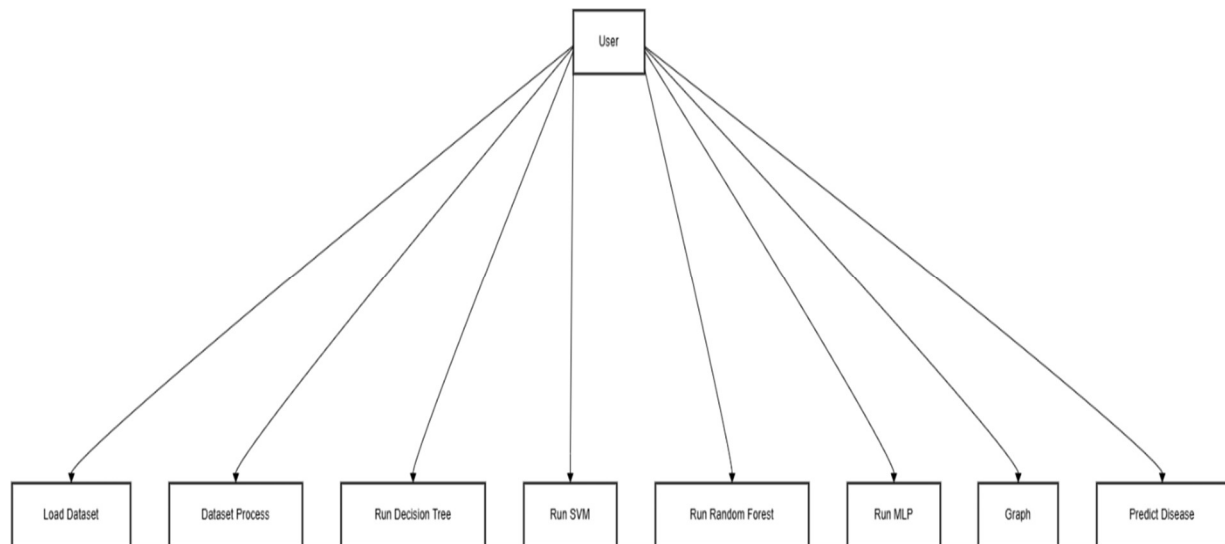 User
Load Dataset
Dataset Process
Run Decision Tree
Run SVM
Run Random Forest
Run MLP
Graph
Predict Disease